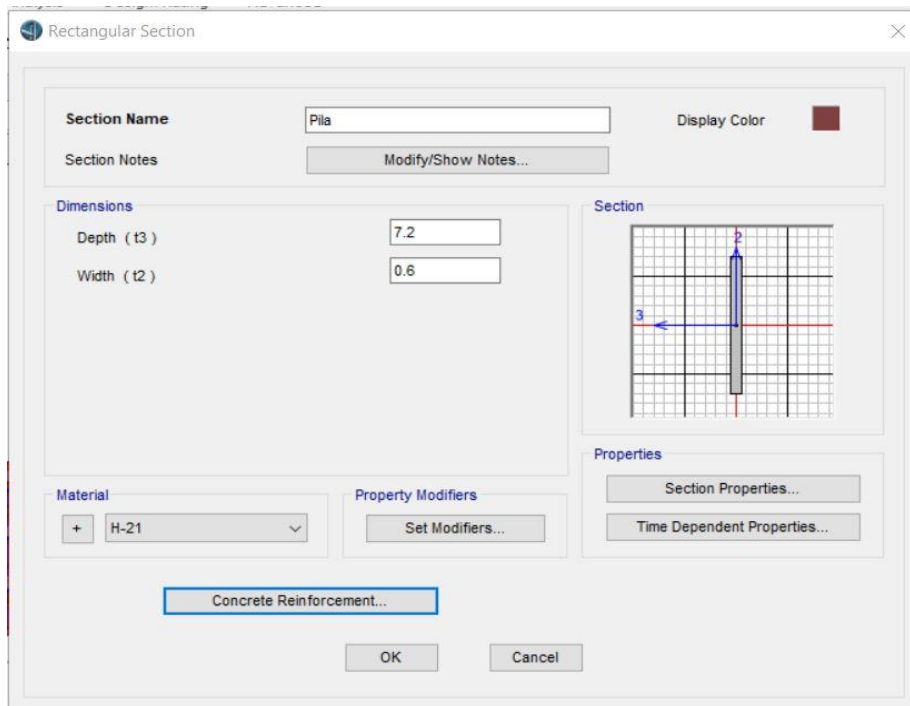 Rectangular Section
Section Name
Pila
Display Color
Section Notes
Modify/Show Notes...
Dimensions
Depth ( t3 )
7.2
Width ( t2 )
0.6
Section
2
3
Properties
Section Properties...
Time Dependent Properties...
Material
+
H-21
Property Modifiers
Set Modifiers...
Concrete Reinforcement...
OK
Cancel